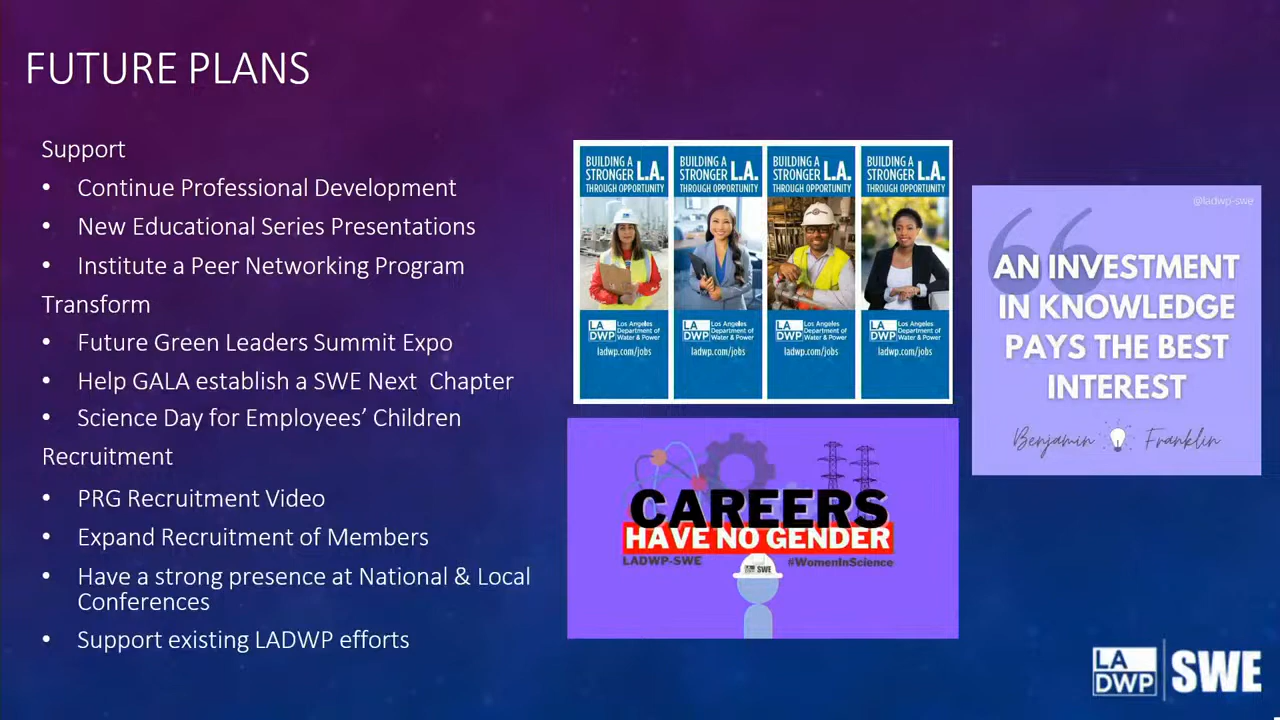 FUTURE PLANS
Support
• Continue Professional Development
• New Educational Series Presentations
• Institute a Peer Networking Program
Transform
• Future Green Leaders Summit Expo
• Help GALA establish a SWE Next  Chapter
• Science Day for Employees’ Children
Recruitment
• PRG Recruitment Video
• Expand Recruitment of Members
• Have a strong presence at National & Local
Conferences
• Support existing LADWP efforts
BUILDING A
STRONGER L.A.
THROUGH OPPORTUNITY
LA
DWP
Los Angeles
Department of
Water & Power
ladwp.com/jobs
BUILDING A
STRONGER L.A.
THROUGH OPPORTUNITY
LA
DWP
Los Angeles
Department of
Water & Power
ladwp.com/jobs
BUILDING A
STRONGER L.A.
THROUGH OPPORTUNITY
LA
DWP
Los Angeles
Department of
Water & Power
ladwp.com/jobs
BUILDING A
STRONGER L.A.
THROUGH OPPORTUNITY
LA
DWP
Los Angeles
Department of
Water & Power
ladwp.com/jobs
CAREERS
HAVE NO GENDER
LADWP-SWE #WomenInScience
SWE
@ladwp-swe
“
AN INVESTMENT
IN KNOWLEDGE
PAYS THE BEST
INTEREST
Benjamin Franklin
LA
DWP
SWE